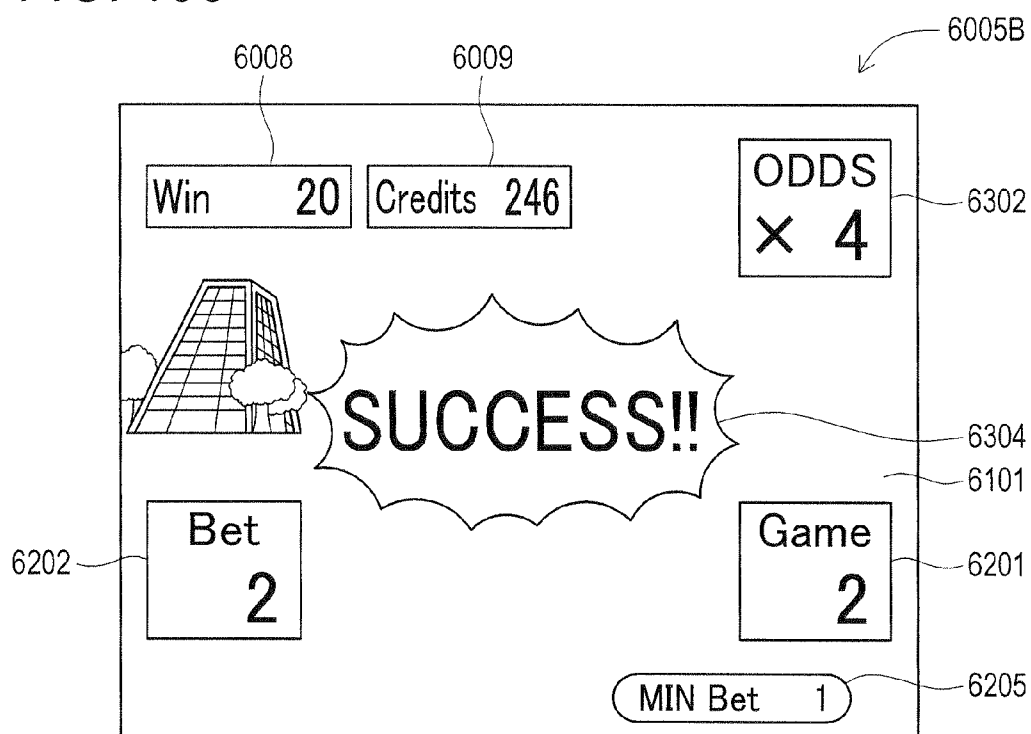 6005B
6008
6009
Win 20
Credits 246
ODDS
× 4
6302
SUCCESS!!
6304
6101
Bet
2
6202
Game
2
6201
MIN Bet 1
6205